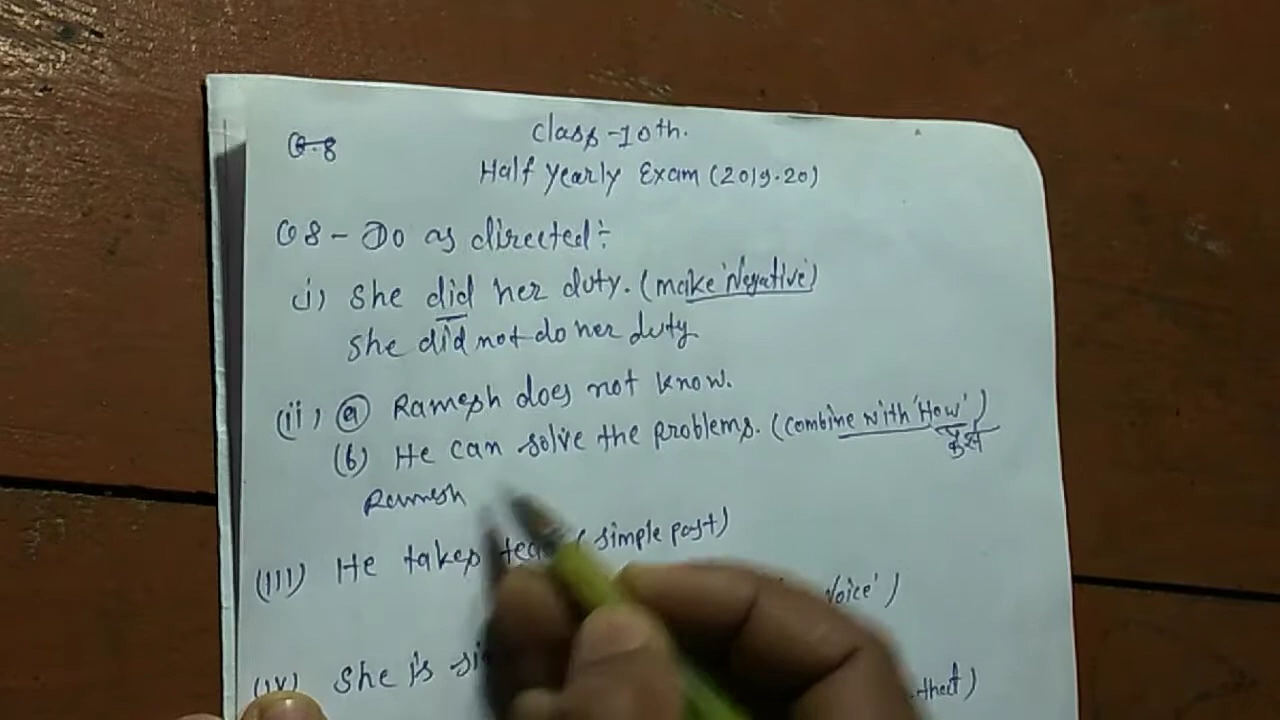 Q-8
Class-10th.
Half Yearly Exam (2019-20)
Q8 - Do as directed:
(i) She did her duty. (make 'Negative')
She did not do her duty.
(ii) (a) Ramesh does not know.
(b) He can solve the problems. (combine with 'How')
कैसे
Ramesh
(iii) He takes tea (simple past)
Voice')
(iv) She is
that)